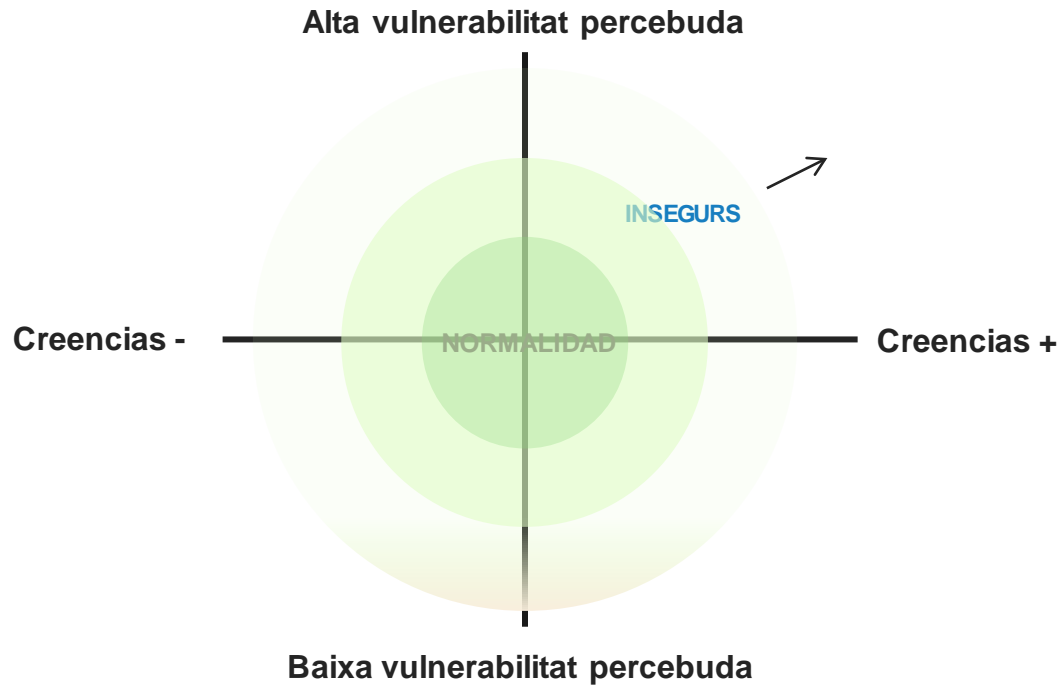 Alta vulnerabilitat percebuda
INSEGURS
Creencias -
NORMALIDAD
Creencias +
Baixa vulnerabilitat percebuda